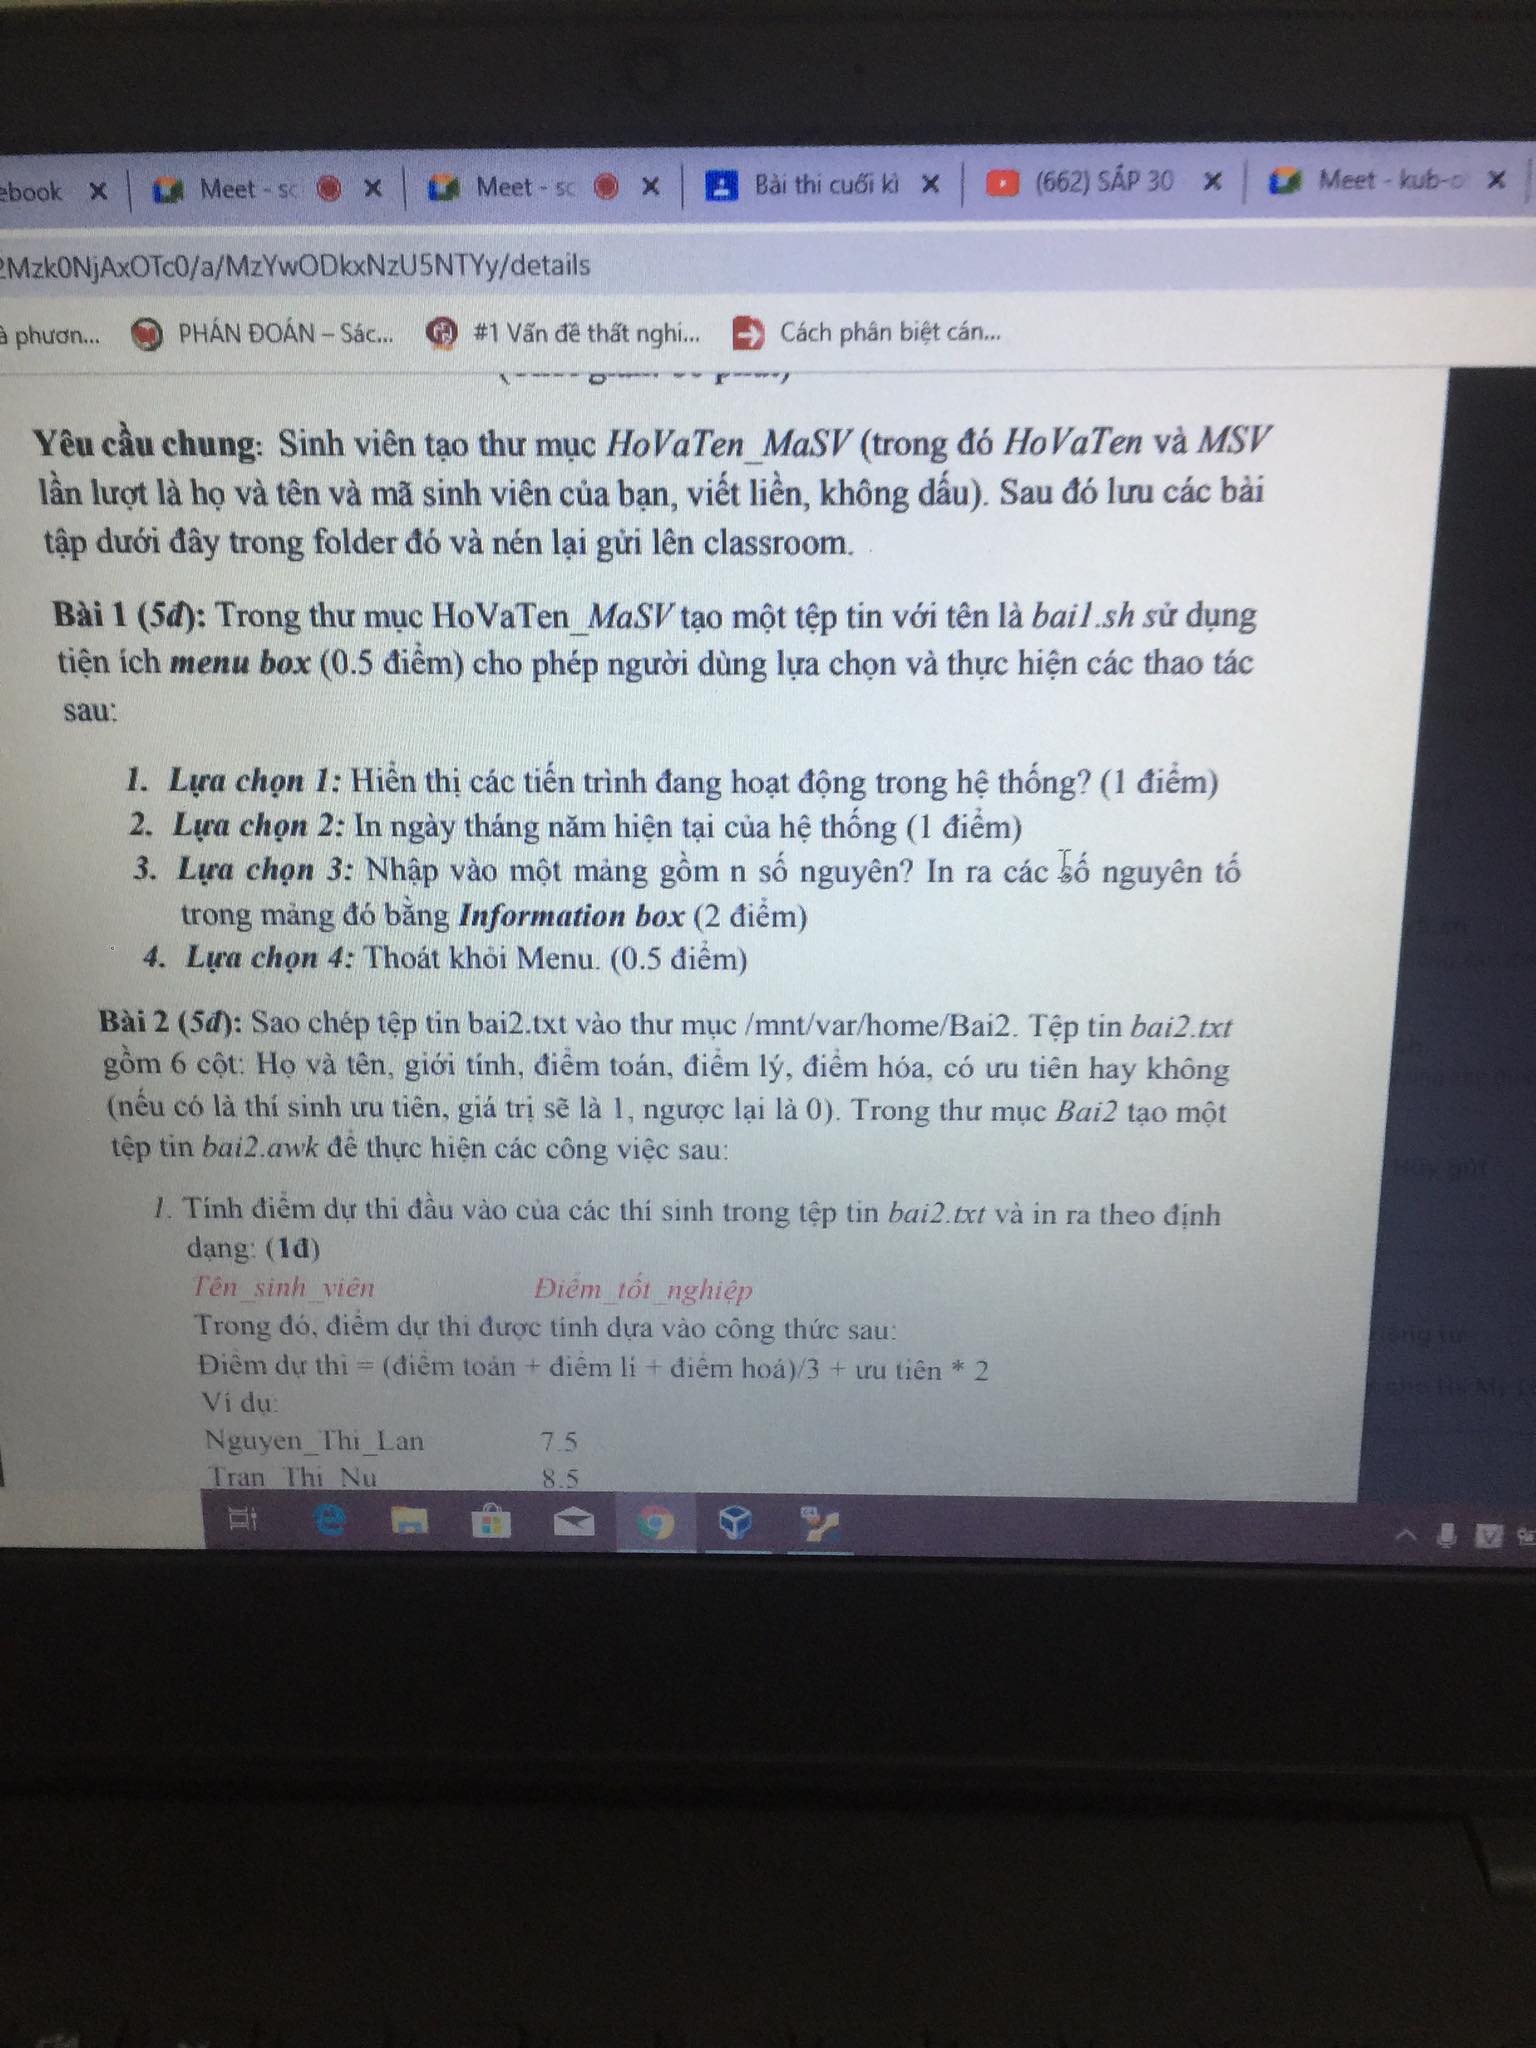 ebook
Meet - sc
Meet - sc
Bài thi cuối kì
(662) SẮP 30
Meet - kub-o
2Mzk0NjAxOTc0/a/MzYwODkxNzU5NTYy/details
à phươn...
PHÁN ĐOÁN – Sác...
#1 Vấn đề thất nghi...
Cách phân biệt cán...
Yêu cầu chung: Sinh viên tạo thư mục HoVaTen_MaSV (trong đó HoVaTen và MSV
lần lượt là họ và tên và mã sinh viên của bạn, viết liền, không dấu). Sau đó lưu các bài
tập dưới đây trong folder đó và nén lại gửi lên classroom.
Bài 1 (5đ): Trong thư mục HoVaTen_MaSV tạo một tệp tin với tên là bai1.sh sử dụng
tiện ích menu box (0.5 điểm) cho phép người dùng lựa chọn và thực hiện các thao tác
sau:
1. Lựa chọn 1: Hiển thị các tiến trình đang hoạt động trong hệ thống? (1 điểm)
2. Lựa chọn 2: In ngày tháng năm hiện tại của hệ thống (1 điểm)
3. Lựa chọn 3: Nhập vào một mảng gồm n số nguyên? In ra các số nguyên tố
trong mảng đó bằng Information box (2 điểm)
4. Lựa chọn 4: Thoát khỏi Menu. (0.5 điểm)
Bài 2 (5đ): Sao chép tệp tin bai2.txt vào thư mục /mnt/var/home/Bai2. Tệp tin bai2.txt
gồm 6 cột: Họ và tên, giới tính, điểm toán, điểm lý, điểm hóa, có ưu tiên hay không
(nếu có là thí sinh ưu tiên, giá trị sẽ là 1, ngược lại là 0). Trong thư mục Bai2 tạo một
tệp tin bai2.awk để thực hiện các công việc sau:
1. Tính điểm dự thi đầu vào của các thí sinh trong tệp tin bai2.txt và in ra theo định
dạng: (1đ)
Tên_sinh_viên Điểm_tốt_nghiệp
Trong đó, điểm dự thi được tính dựa vào công thức sau:
Điểm dự thi = (điểm toán + điểm lí + điểm hoá)/3 + ưu tiên * 2
Ví dụ:
Nguyen_Thi_Lan 7.5
Tran_Thi_Nu 8.5